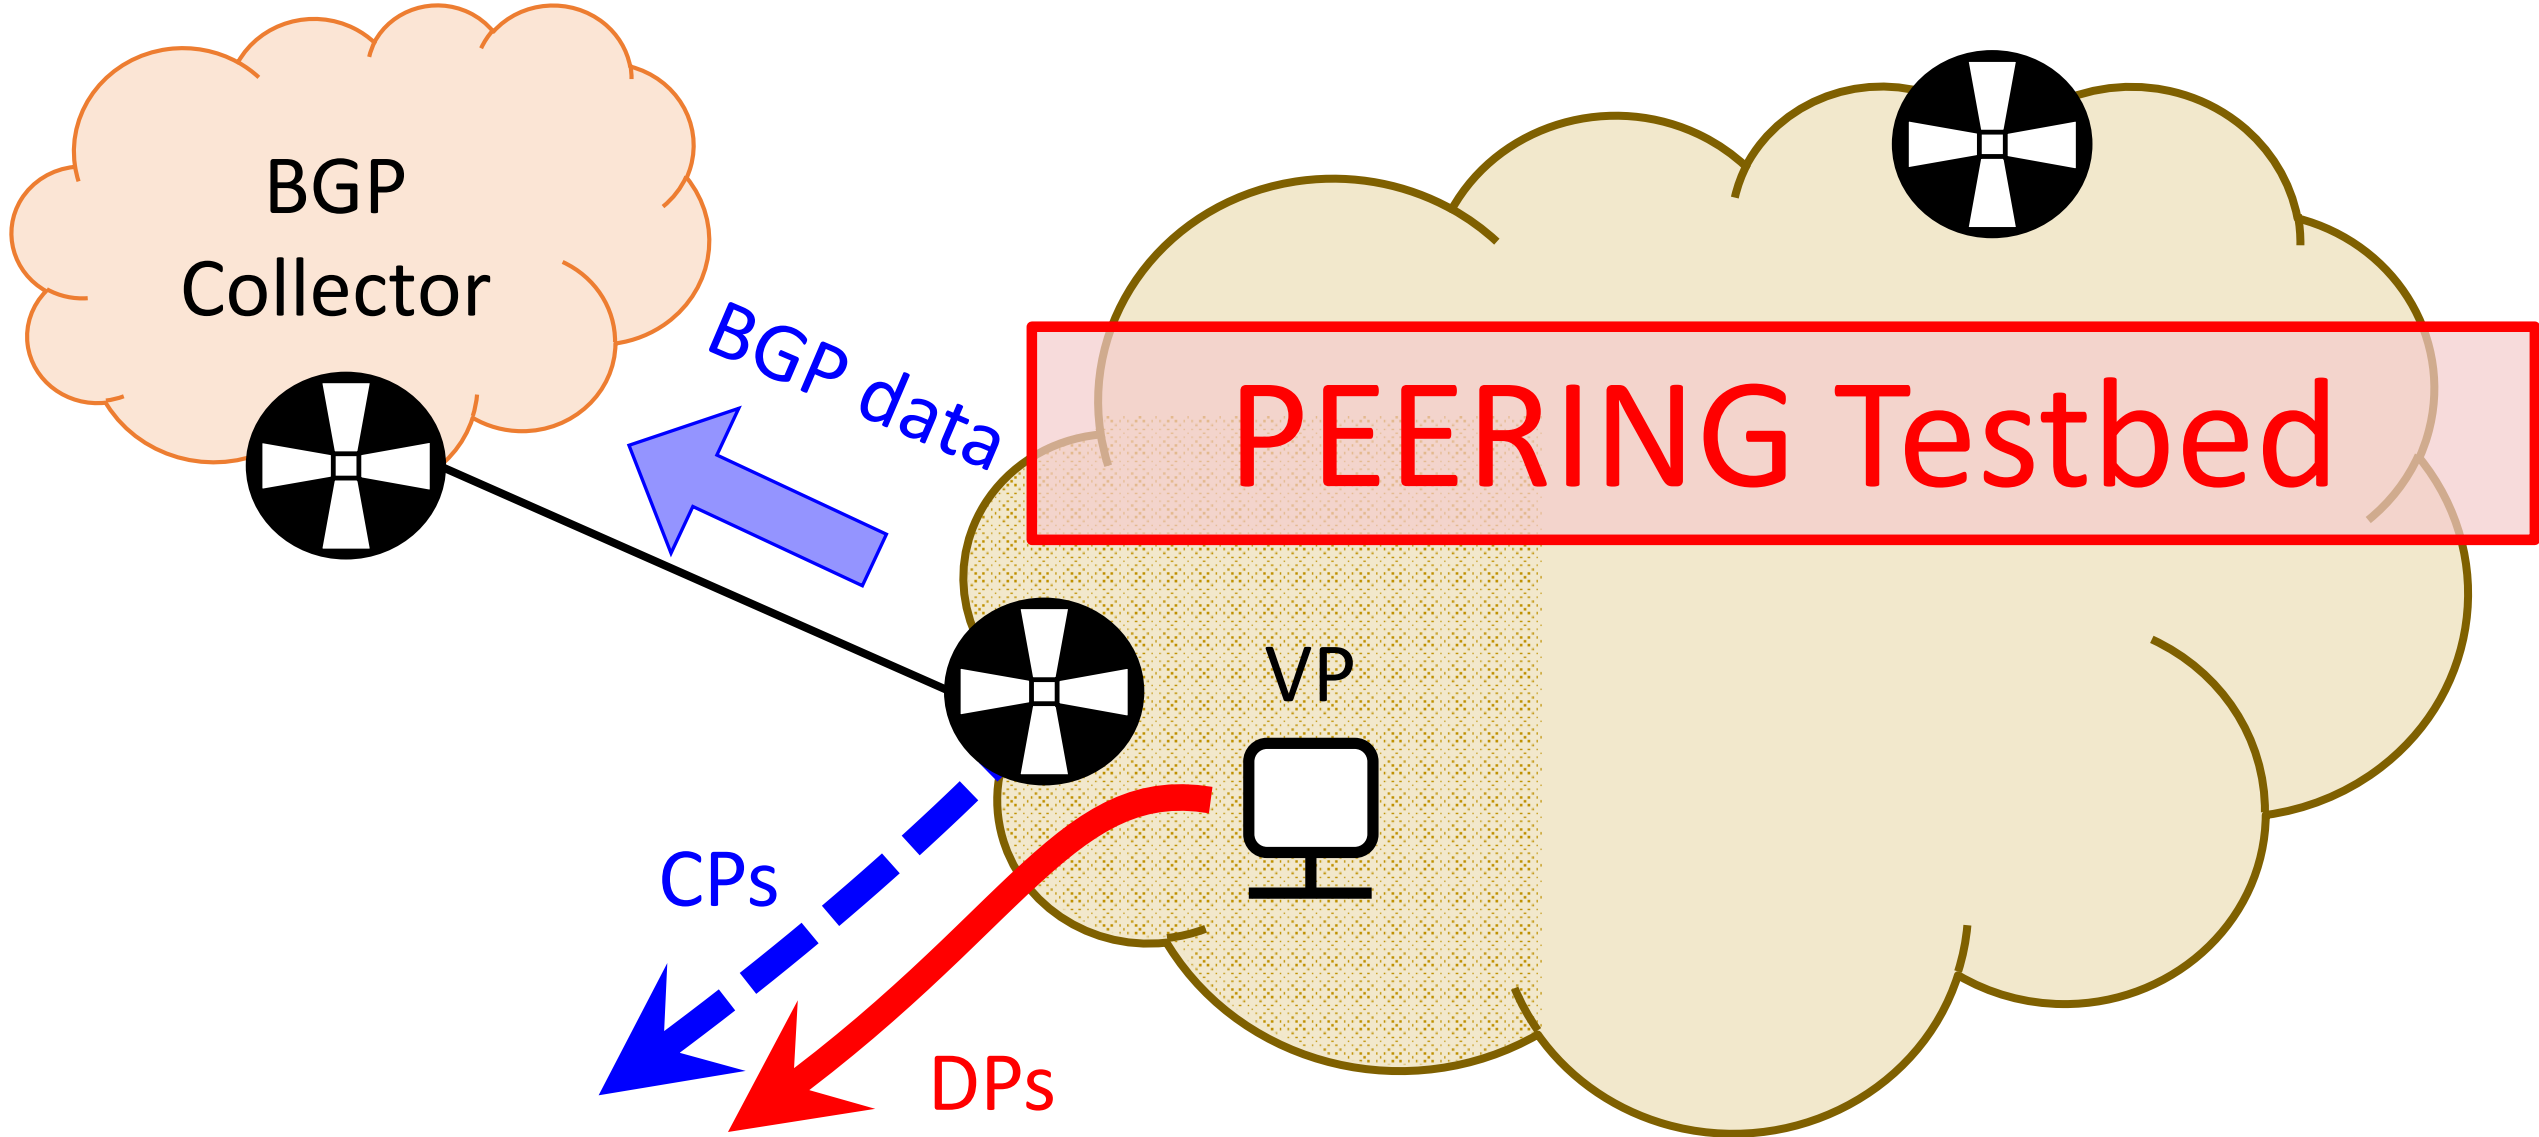 BGP
Collector
BGP data
PEERING Testbed
VP
CPs
DPs